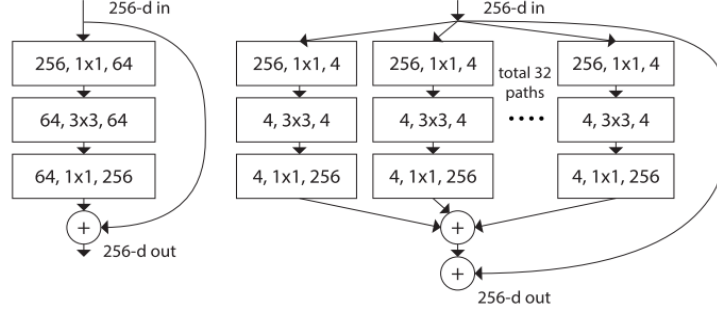 256-d in
256, 1x1, 64
64, 3x3, 64
64, 1x1, 256
+
256-d out
256-d in
256, 1x1, 4
256, 1x1, 4
total 32
paths
256, 1x1, 4
4, 3x3, 4
4, 3x3, 4
....
4, 3x3, 4
4, 1x1, 256
4, 1x1, 256
4, 1x1, 256
+
+
256-d out